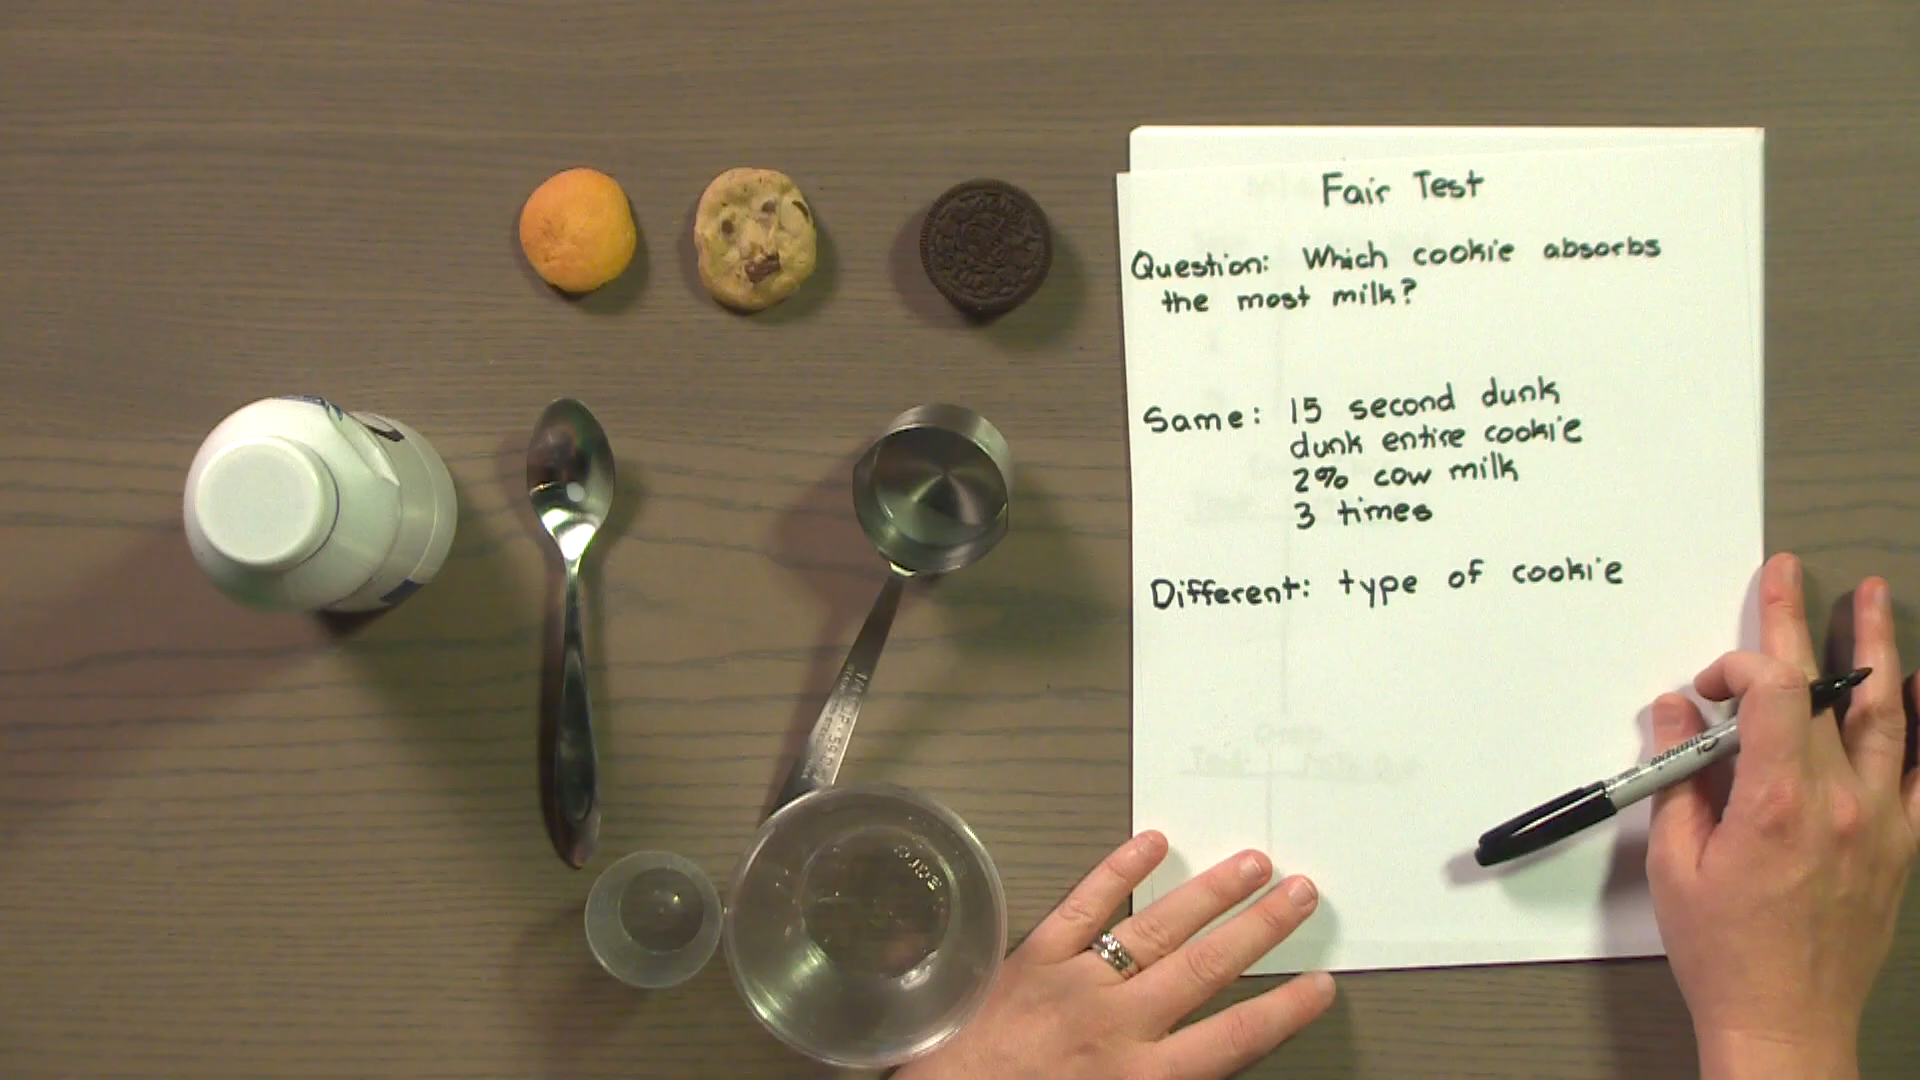 Fair Test
Question: Which cookie absorbs
the most milk?
Same: 15 second dunk
dunk entire cookie
2% cow milk
3 times
Different: type of cookie
Sharpie